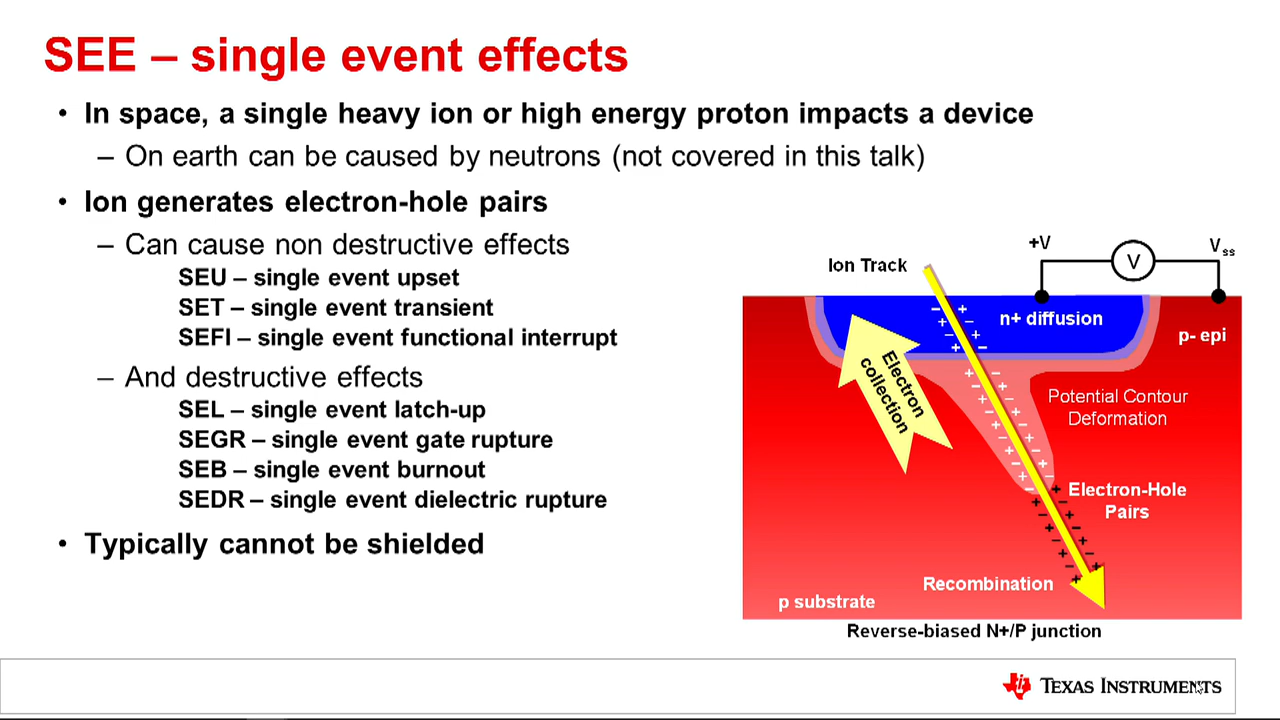 SEE – single event effects
• In space, a single heavy ion or high energy proton impacts a device
– On earth can be caused by neutrons (not covered in this talk)
• Ion generates electron-hole pairs
– Can cause non destructive effects
SEU – single event upset
SET – single event transient
SEFI – single event functional interrupt
– And destructive effects
SEL – single event latch-up
SEGR – single event gate rupture
SEB – single event burnout
SEDR – single event dielectric rupture
• Typically cannot be shielded
+V
V
Vss
Ion Track
n+ diffusion
p- epi
Electron
collection
Potential Contour
Deformation
Electron-Hole
Pairs
Recombination
p substrate
Reverse-biased N+/P junction
TEXAS INSTRUMENTS